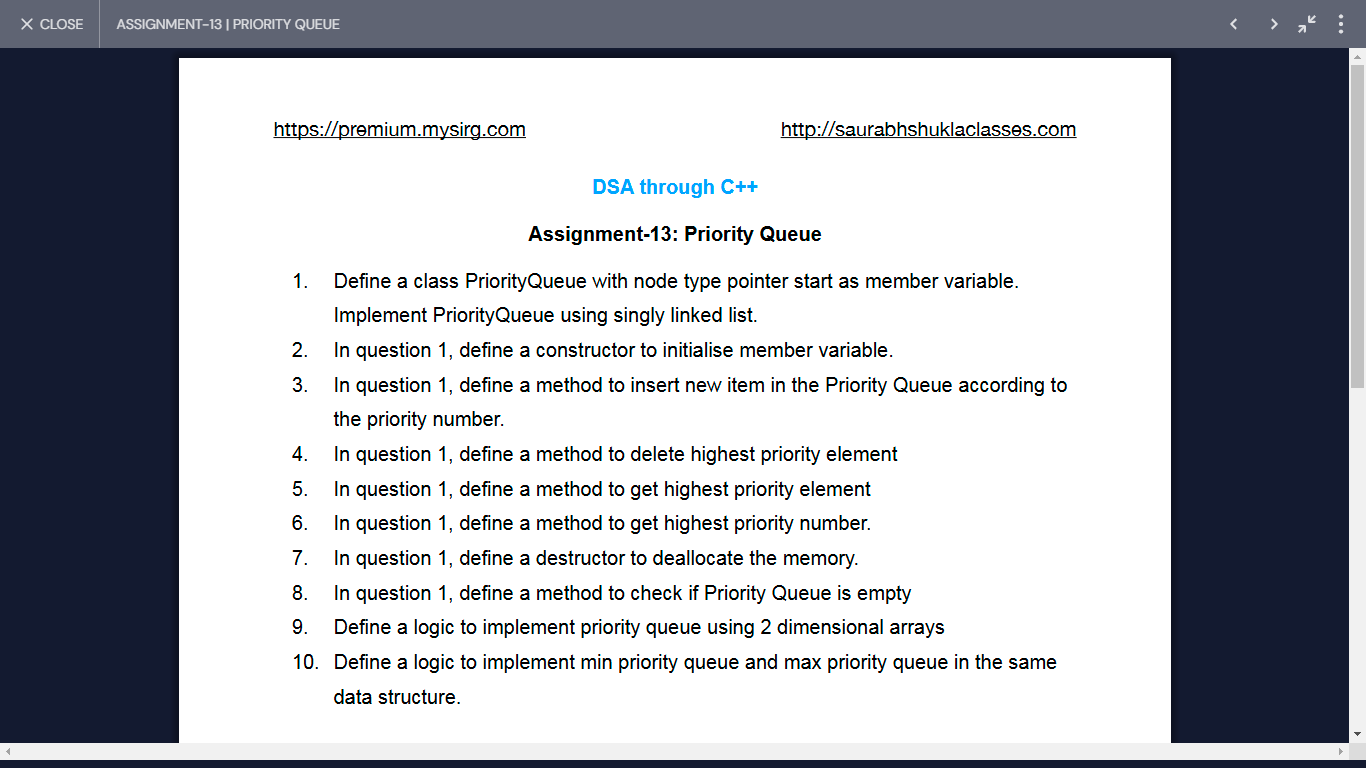 CLOSE
ASSIGNMENT-13 | PRIORITY QUEUE
https://premium.mysirg.com
http://saurabhshuklaclasses.com
DSA through C++
Assignment-13: Priority Queue
1. Define a class PriorityQueue with node type pointer start as member variable.
Implement PriorityQueue using singly linked list.
2. In question 1, define a constructor to initialise member variable.
3. In question 1, define a method to insert new item in the Priority Queue according to
the priority number.
4. In question 1, define a method to delete highest priority element
5. In question 1, define a method to get highest priority element
6. In question 1, define a method to get highest priority number.
7. In question 1, define a destructor to deallocate the memory.
8. In question 1, define a method to check if Priority Queue is empty
9. Define a logic to implement priority queue using 2 dimensional arrays
10. Define a logic to implement min priority queue and max priority queue in the same
data structure.